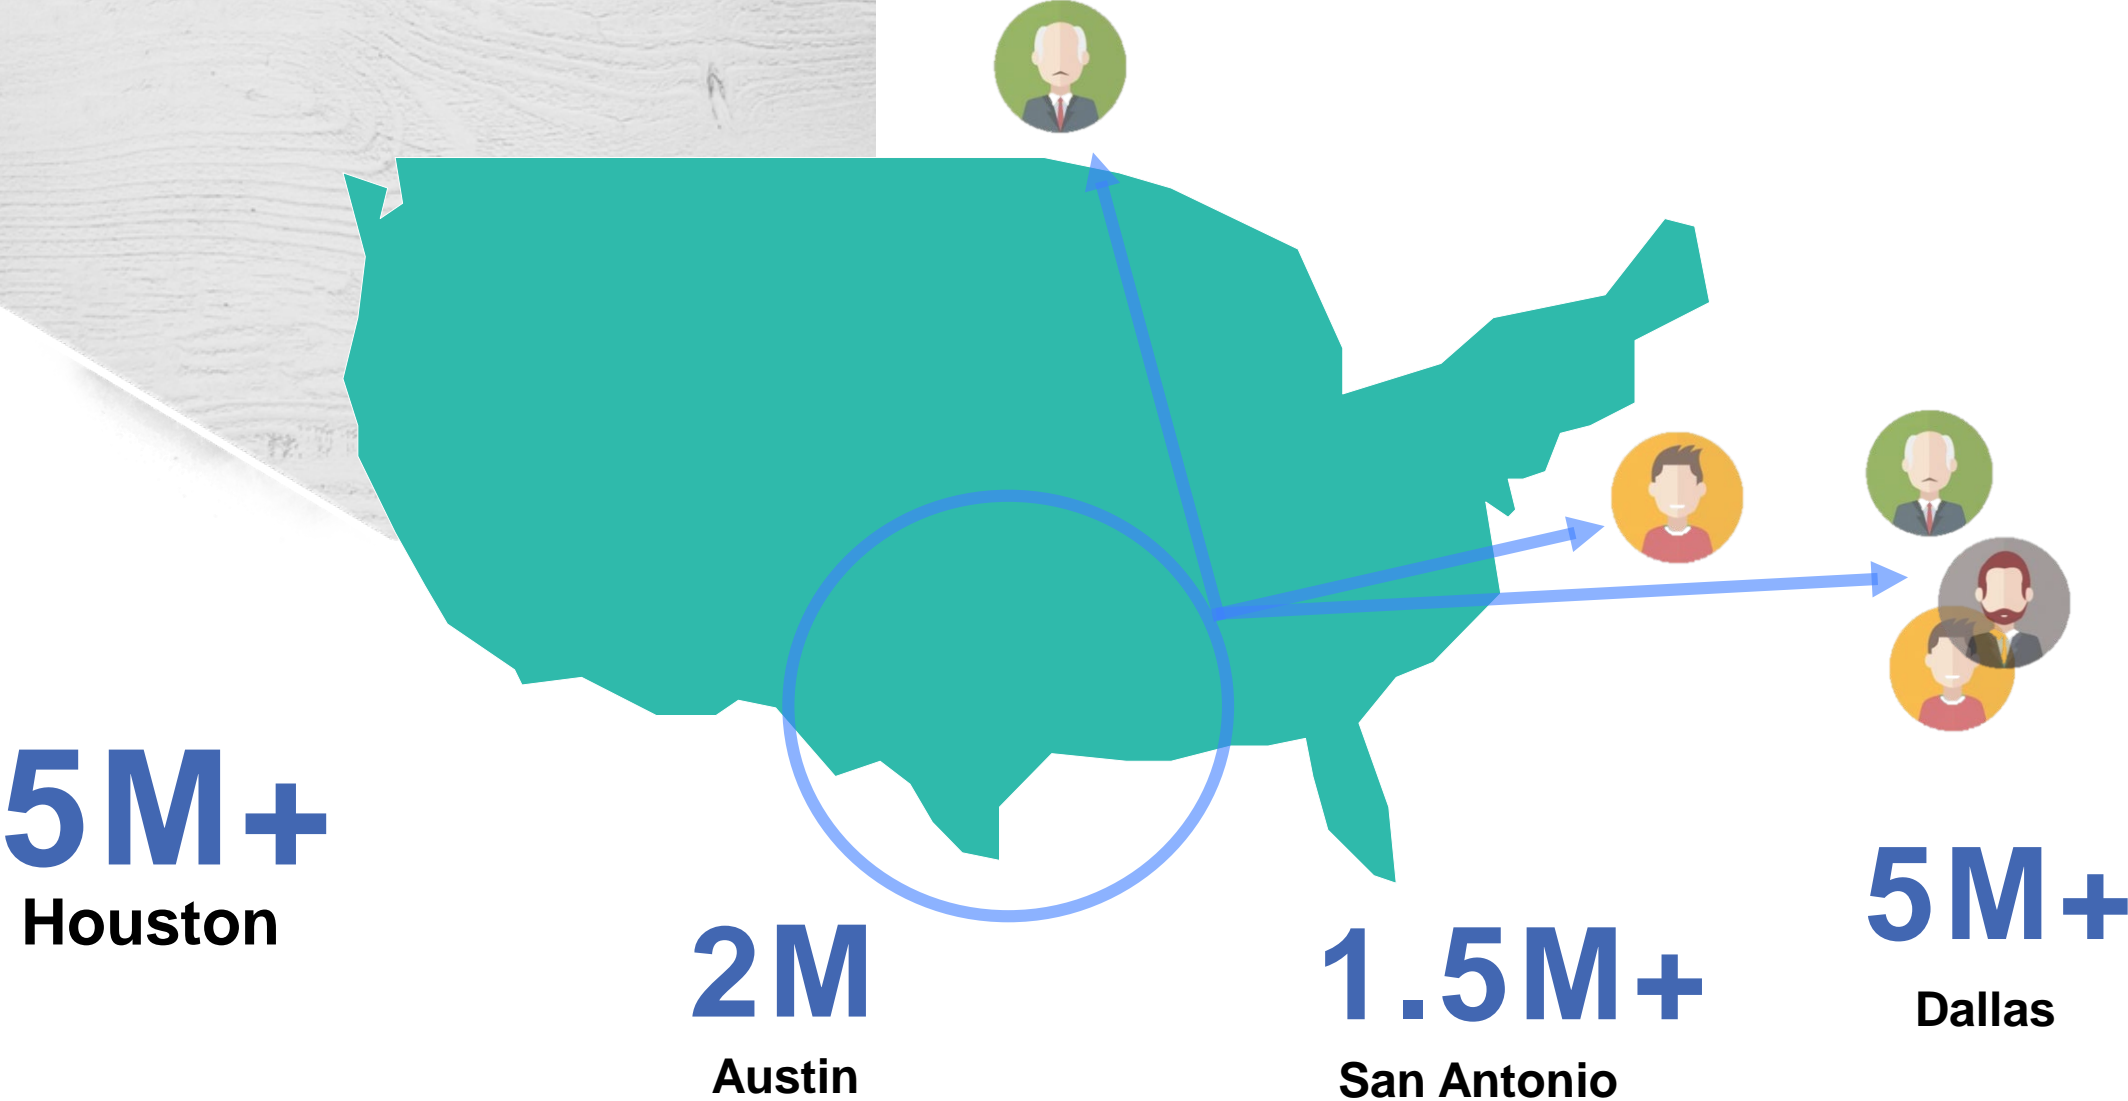 5M+
Houston
2M
Austin
1.5M+
San Antonio
5M+
Dallas